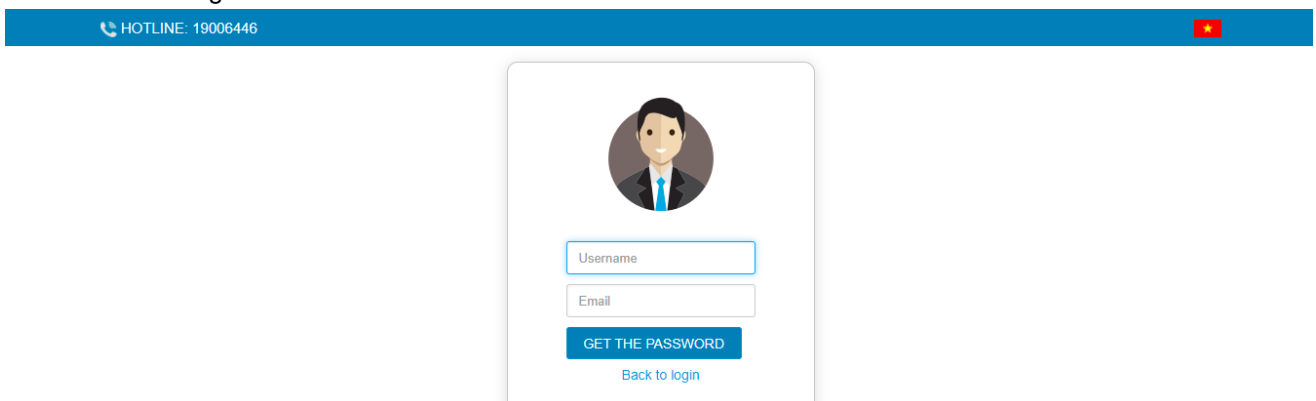 HOTLINE: 19006446
Username
Email
GET THE PASSWORD
Back to login